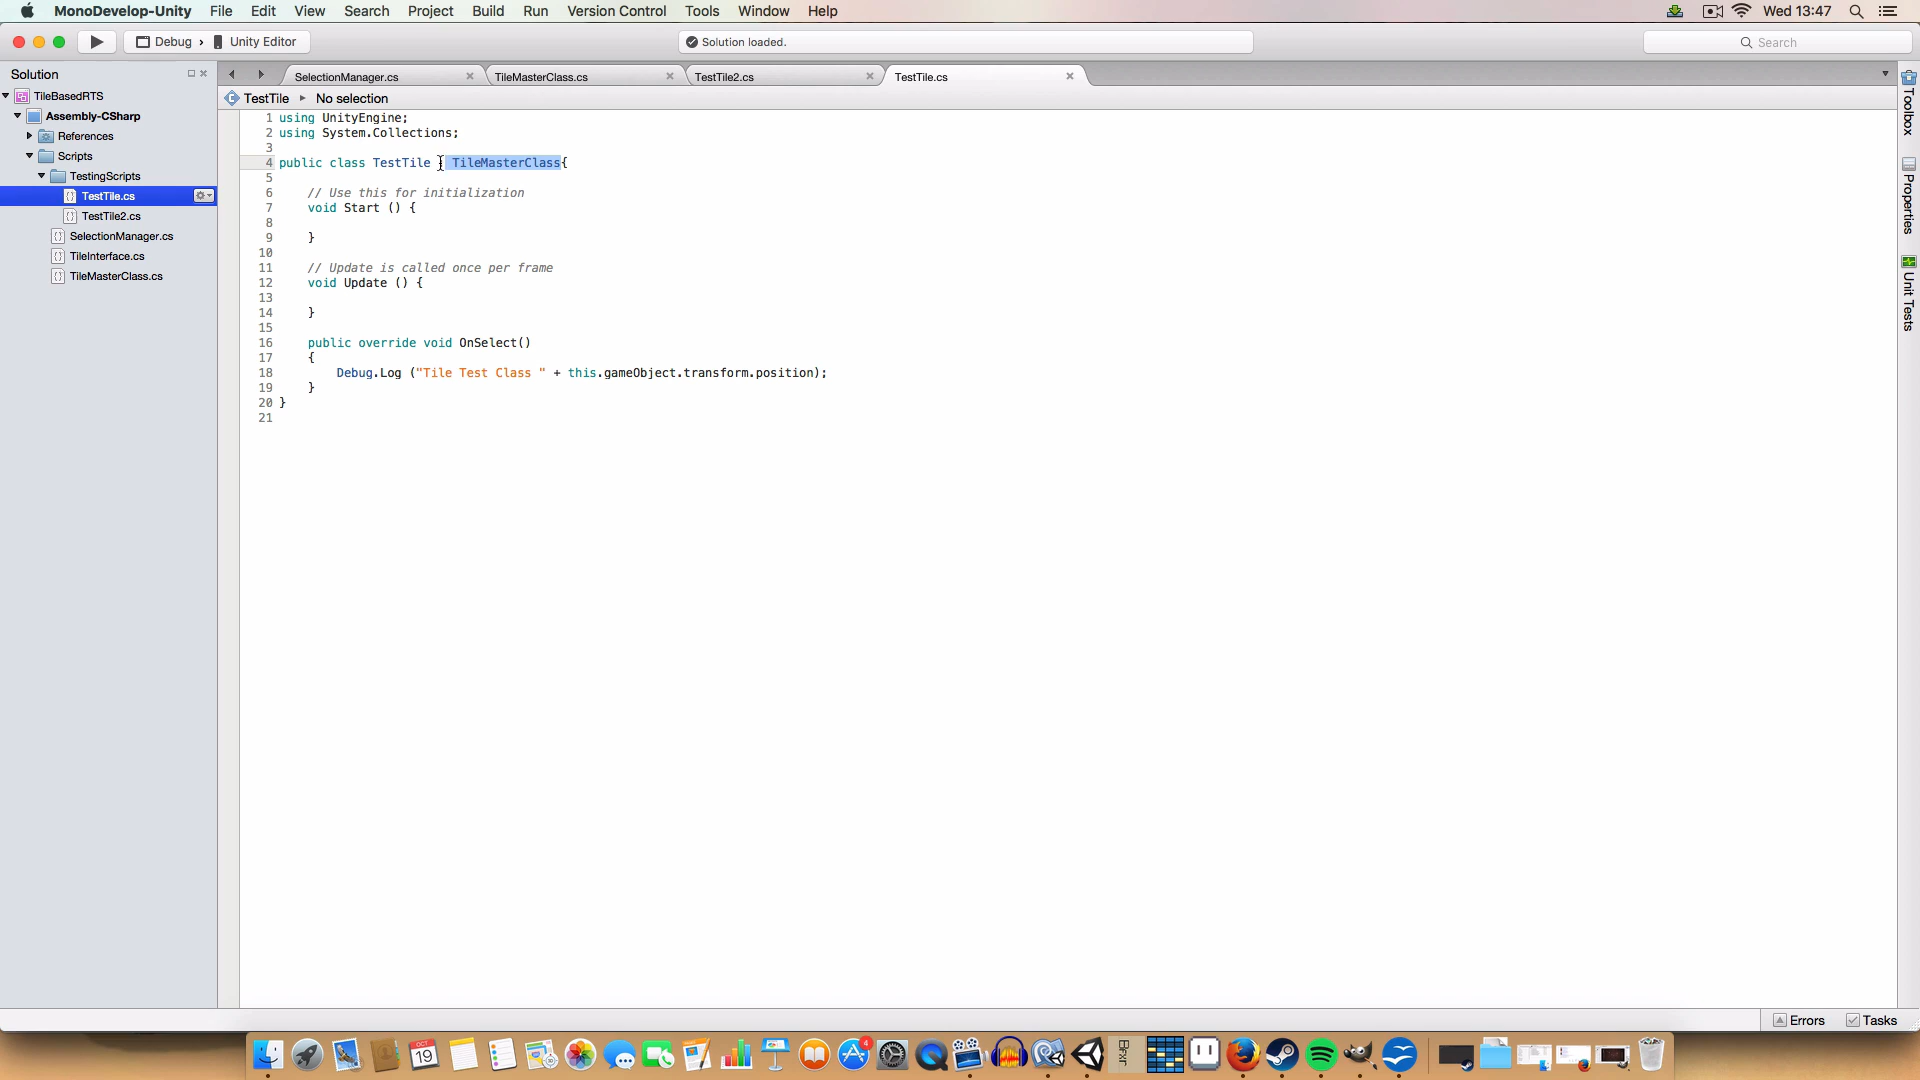 MonoDevelop-Unity File Edit View Search Project Build Run Version Control Tools Window Help Wed 13:47
Debug › Unity Editor Solution loaded. Search
Solution
TileBasedRTS
Assembly-CSharp
References
Scripts
TestingScripts
TestTile.cs
TestTile2.cs
SelectionManager.cs
TileInterface.cs
TileMasterClass.cs
SelectionManager.cs TileMasterClass.cs TestTile2.cs TestTile.cs
TestTile No selection
1 using UnityEngine;
2 using System.Collections;
3
4 public class TestTile : TileMasterClass{
5
6 // Use this for initialization
7 void Start () {
8
9 }
10
11 // Update is called once per frame
12 void Update () {
13
14 }
15
16 public override void OnSelect()
17 {
18 Debug.Log ("Tile Test Class " + this.gameObject.transform.position);
19 }
20 }
21
Toolbox
Properties
Unit Tests
Errors Tasks
OCT
19
4
Bfxr